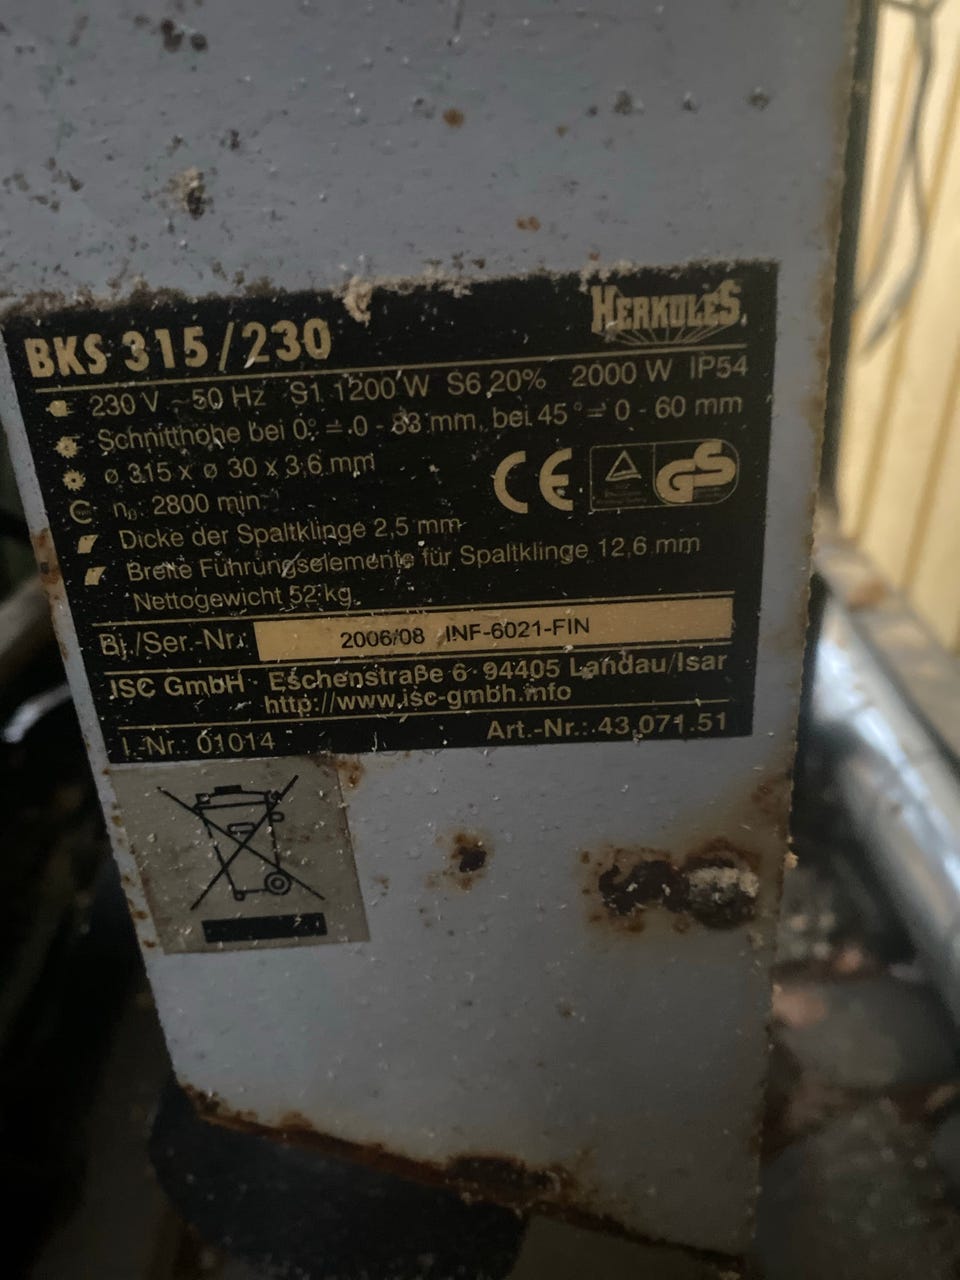 HERKULES
BKS 315/230
230 V ~ 50 Hz S1 1200 W S6 20% 2000 W IP54
Schnitthöhe bei 0° = 0 - 83 mm, bei 45° = 0 - 60 mm
ø 315 x ø 30 x 3,6 mm
CE GS
n₀: 2800 min⁻¹
Dicke der Spaltklinge 2,5 mm
Breite Führungselemente für Spaltklinge 12,6 mm
Nettogewicht 52 kg
Bj./Ser.-Nr.: 2006/08 INF-6021-FIN
ISC GmbH · Eschenstraße 6 · 94405 Landau/Isar
http://www.isc-gmbh.info
I.-Nr.: 01014 Art.-Nr.: 43.071.51